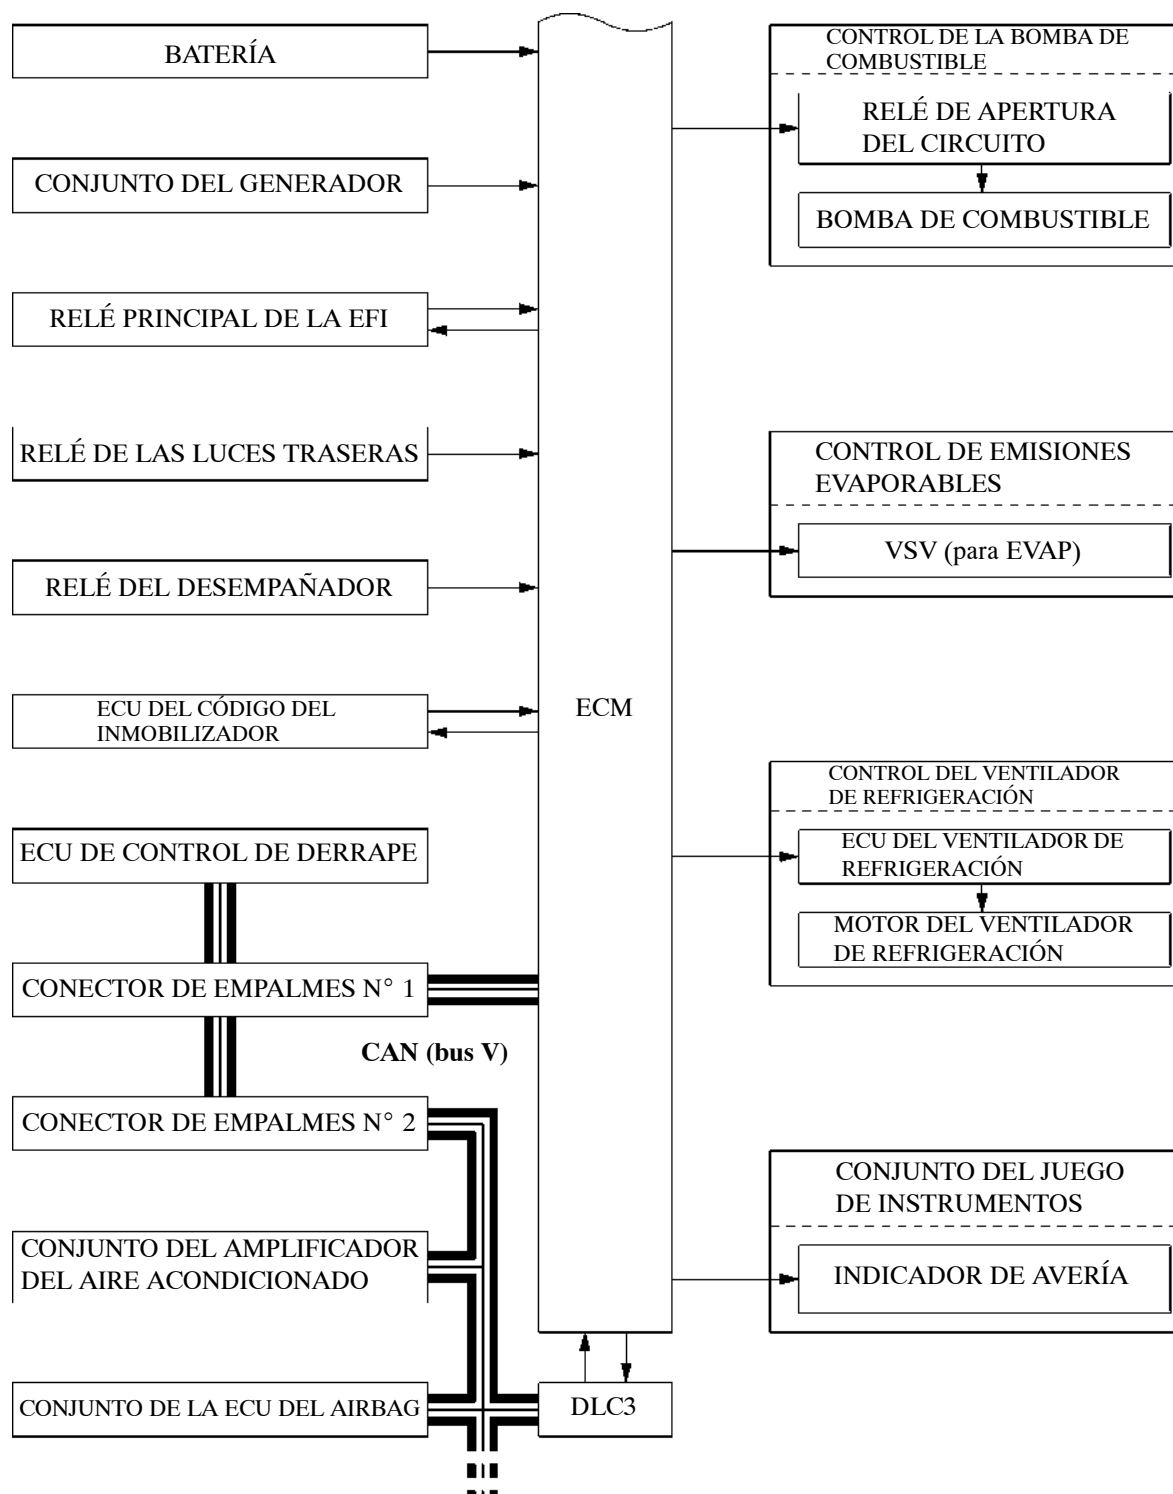 BATERÍA
CONJUNTO DEL GENERADOR
RELÉ PRINCIPAL DE LA EFI
RELÉ DE LAS LUCES TRASERAS
RELÉ DEL DESEMPAÑADOR
ECU DEL CÓDIGO DEL
INMOBILIZADOR
ECU DE CONTROL DE DERRAPE
CONECTOR DE EMPALMES N° 1
CAN (bus V)
CONECTOR DE EMPALMES N° 2
CONJUNTO DEL AMPLIFICADOR
DEL AIRE ACONDICIONADO
CONJUNTO DE LA ECU DEL AIRBAG
ECM
DLC3
CONTROL DE LA BOMBA DE
COMBUSTIBLE
RELÉ DE APERTURA
DEL CIRCUITO
BOMBA DE COMBUSTIBLE
CONTROL DE EMISIONES
EVAPORABLES
VSV (para EVAP)
CONTROL DEL VENTILADOR
DE REFRIGERACIÓN
ECU DEL VENTILADOR DE
REFRIGERACIÓN
MOTOR DEL VENTILADOR
DE REFRIGERACIÓN
CONJUNTO DEL JUEGO
DE INSTRUMENTOS
INDICADOR DE AVERÍA